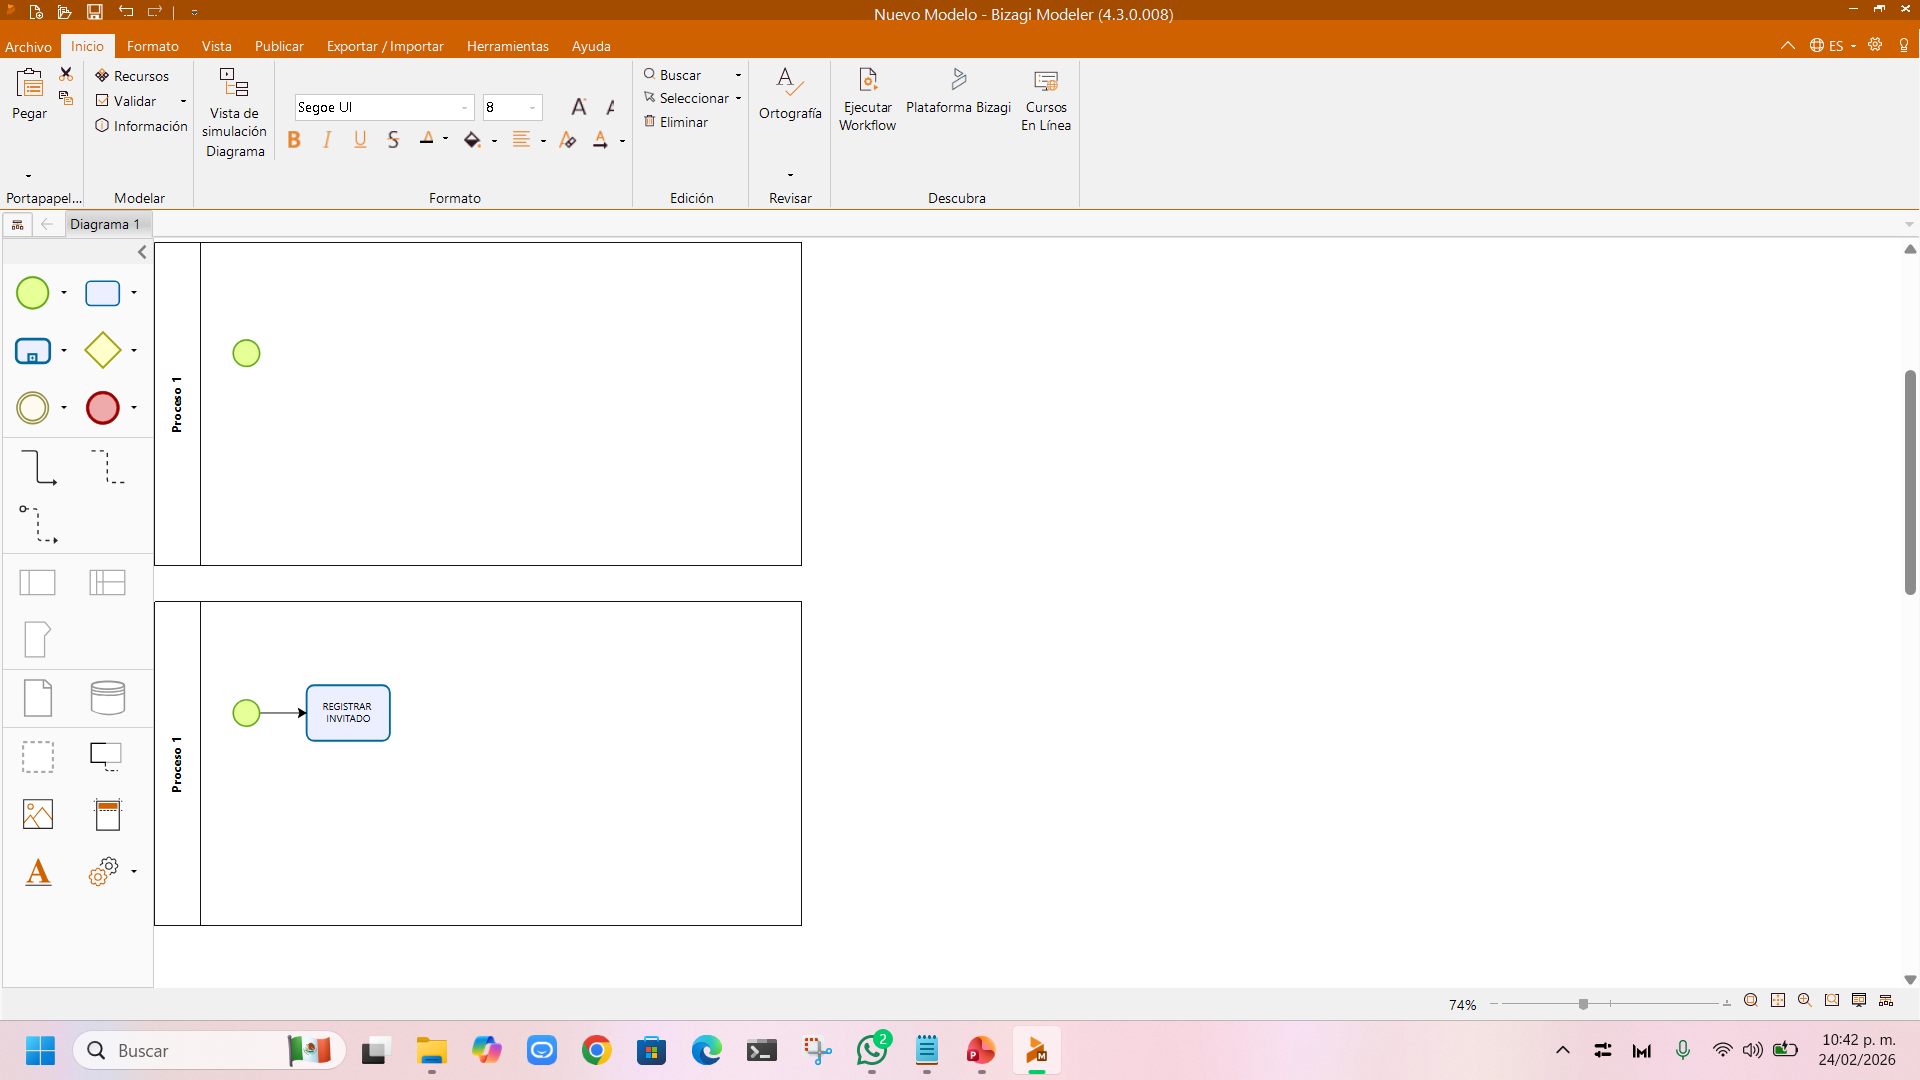 Nuevo Modelo - Bizagi Modeler (4.3.0.008)
Archivo
Inicio
Formato
Vista
Publicar
Exportar / Importar
Herramientas
Ayuda
ES
Pegar
Portapapel...
Recursos
Validar
Información
Modelar
Vista de
simulación
Diagrama
Segoe UI
8
Formato
Buscar
Seleccionar
Eliminar
Edición
Ortografía
Revisar
Ejecutar
Workflow
Plataforma Bizagi
Cursos
En Línea
Descubra
Diagrama 1
Proceso 1
Proceso 1
REGISTRAR
INVITADO
74%
Buscar
2
10:42 p. m.
24/02/2026